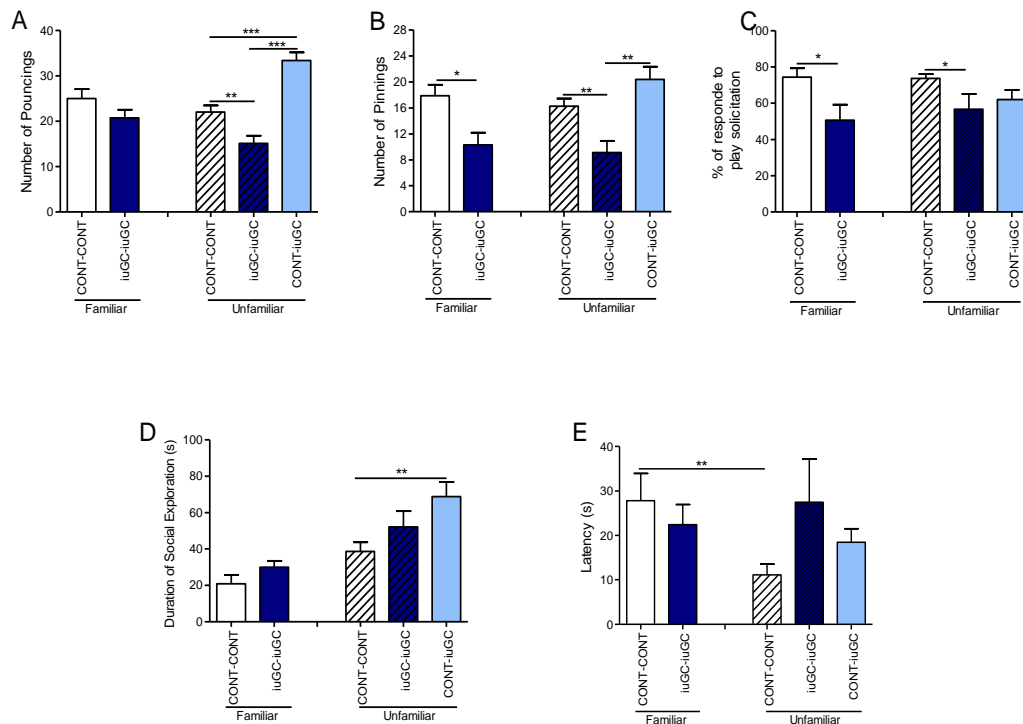 A
Number of Pouncings
40
30
20
10
0
***
***
**
CONT-CONT
iuGC-iuGC
CONT-CONT
iuGC-iuGC
CONT-iuGC
Familiar
Unfamiliar
B
Number of Pinnings
28
24
20
16
12
8
4
0
*
**
**
CONT-CONT
iuGC-iuGC
CONT-CONT
iuGC-iuGC
CONT-iuGC
Familiar
Unfamiliar
C
% of responde to
play solicitation
100
80
60
40
20
0
*
*
CONT-CONT
iuGC-iuGC
CONT-CONT
iuGC-iuGC
CONT-iuGC
Familiar
Unfamiliar
D
Duration of Social Exploration (s)
100
80
60
40
20
0
**
CONT-CONT
iuGC-iuGC
CONT-CONT
iuGC-iuGC
CONT-iuGC
Familiar
Unfamiliar
E
Latency (s)
40
30
20
10
0
**
CONT-CONT
iuGC-iuGC
CONT-CONT
iuGC-iuGC
CONT-iuGC
Familiar
Unfamiliar